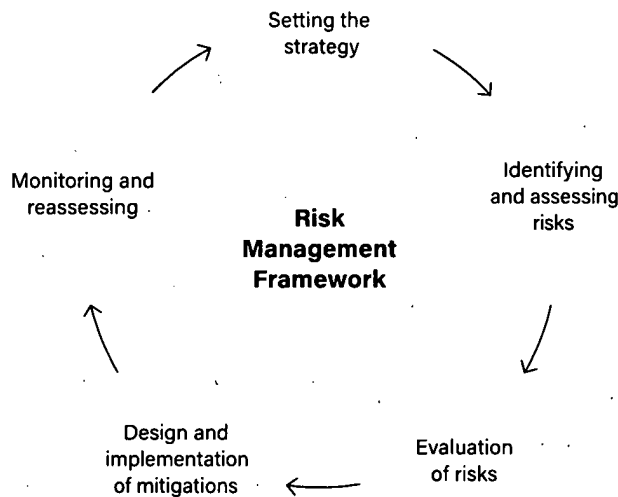 Setting the
strategy
Identifying
and assessing
risks
Evaluation
of risks
Design and
implementation
of mitigations
Monitoring and
reassessing
Risk
Management
Framework